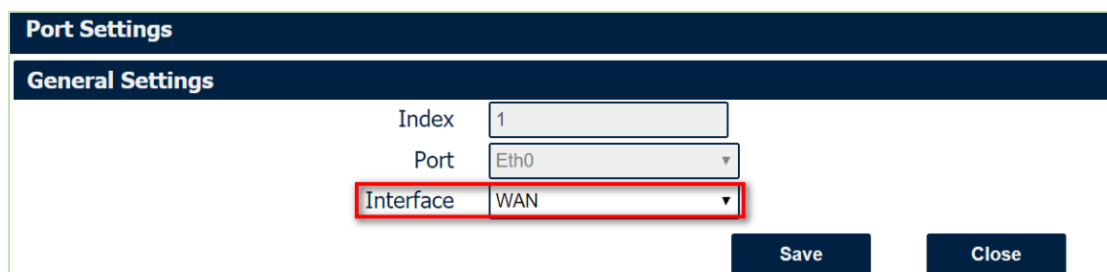 Port Settings
General Settings
Index 1
Port Eth0
Interface WAN
Save Close